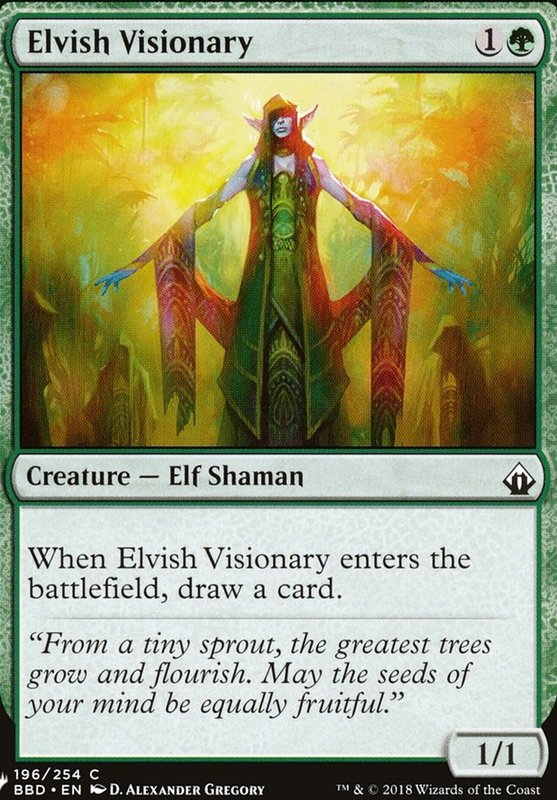 Elvish Visionary 1
Creature — Elf Shaman
When Elvish Visionary enters the
battlefield, draw a card.
“From a tiny sprout, the greatest trees
grow and flourish. May the seeds of
your mind be equally fruitful.”
1/1
196/254 C
BBD • EN D. Alexander Gregory
™ & © 2018 Wizards of the Coast